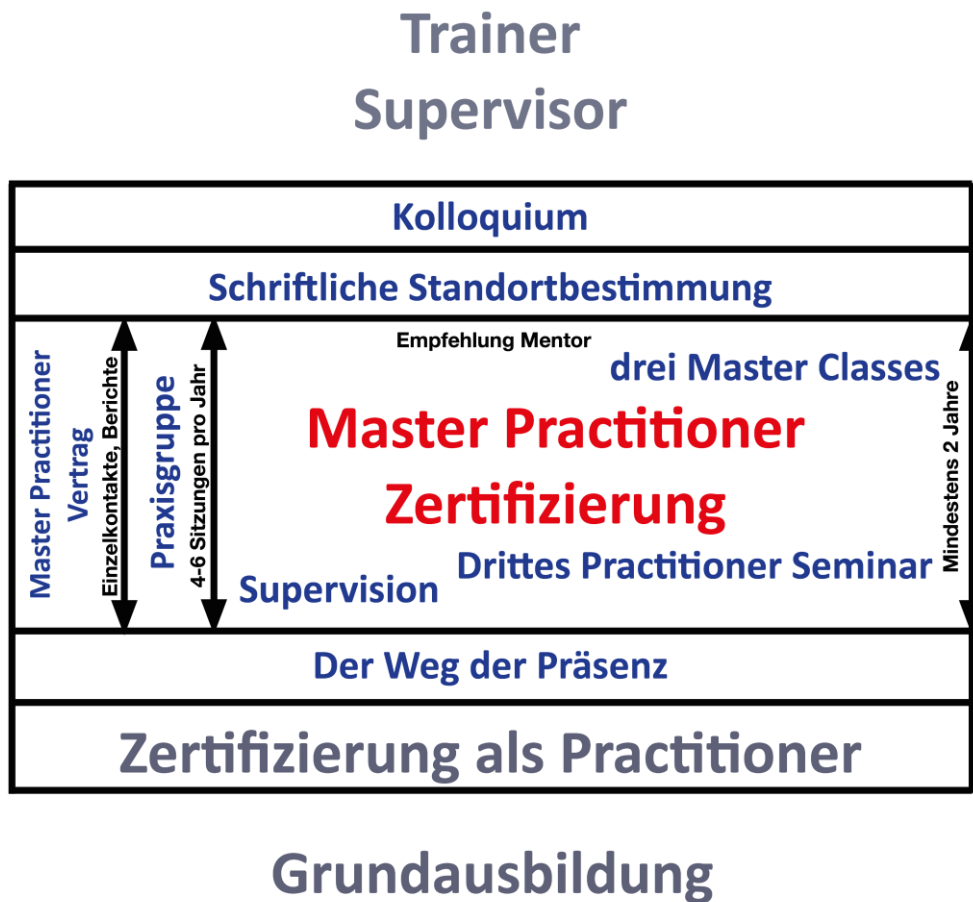 Trainer
Supervisor
Kolloquium
Schriftliche Standortbestimmung
Master Practitioner
Vertrag
Einzelkontakte, Berichte
Praxisgruppe
4-6 Sitzungen pro Jahr
Empfehlung Mentor
drei Master Classes
Master Practitioner
Zertifizierung
Drittes Practitioner Seminar
Supervision
Mindestens 2 Jahre
Der Weg der Präsenz
Zertifizierung als Practitioner
Grundausbildung